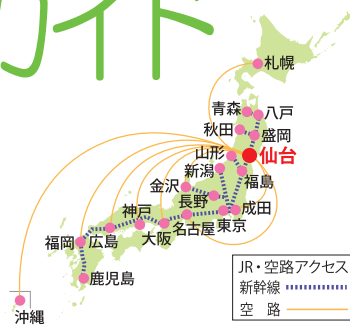 ガイド
札幌
青森
八戸
秋田
盛岡
山形
仙台
新潟
福島
金沢
長野
成田
神戸
東京
名古屋
大阪
福岡
広島
鹿児島
沖縄
JR・空路アクセス
新幹線
空 路